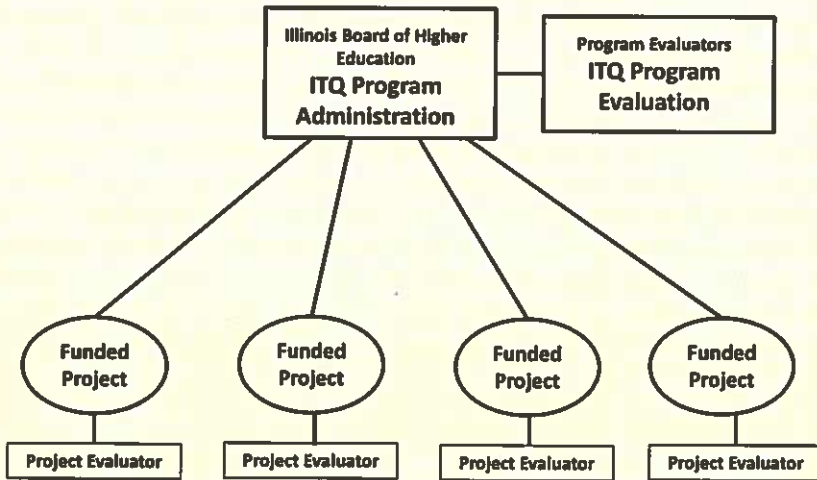 Illinois Board of Higher
Education
ITQ Program
Administration
Program Evaluators
ITQ Program
Evaluation
Funded
Project
Funded
Project
Funded
Project
Funded
Project
Project Evaluator
Project Evaluator
Project Evaluator
Project Evaluator